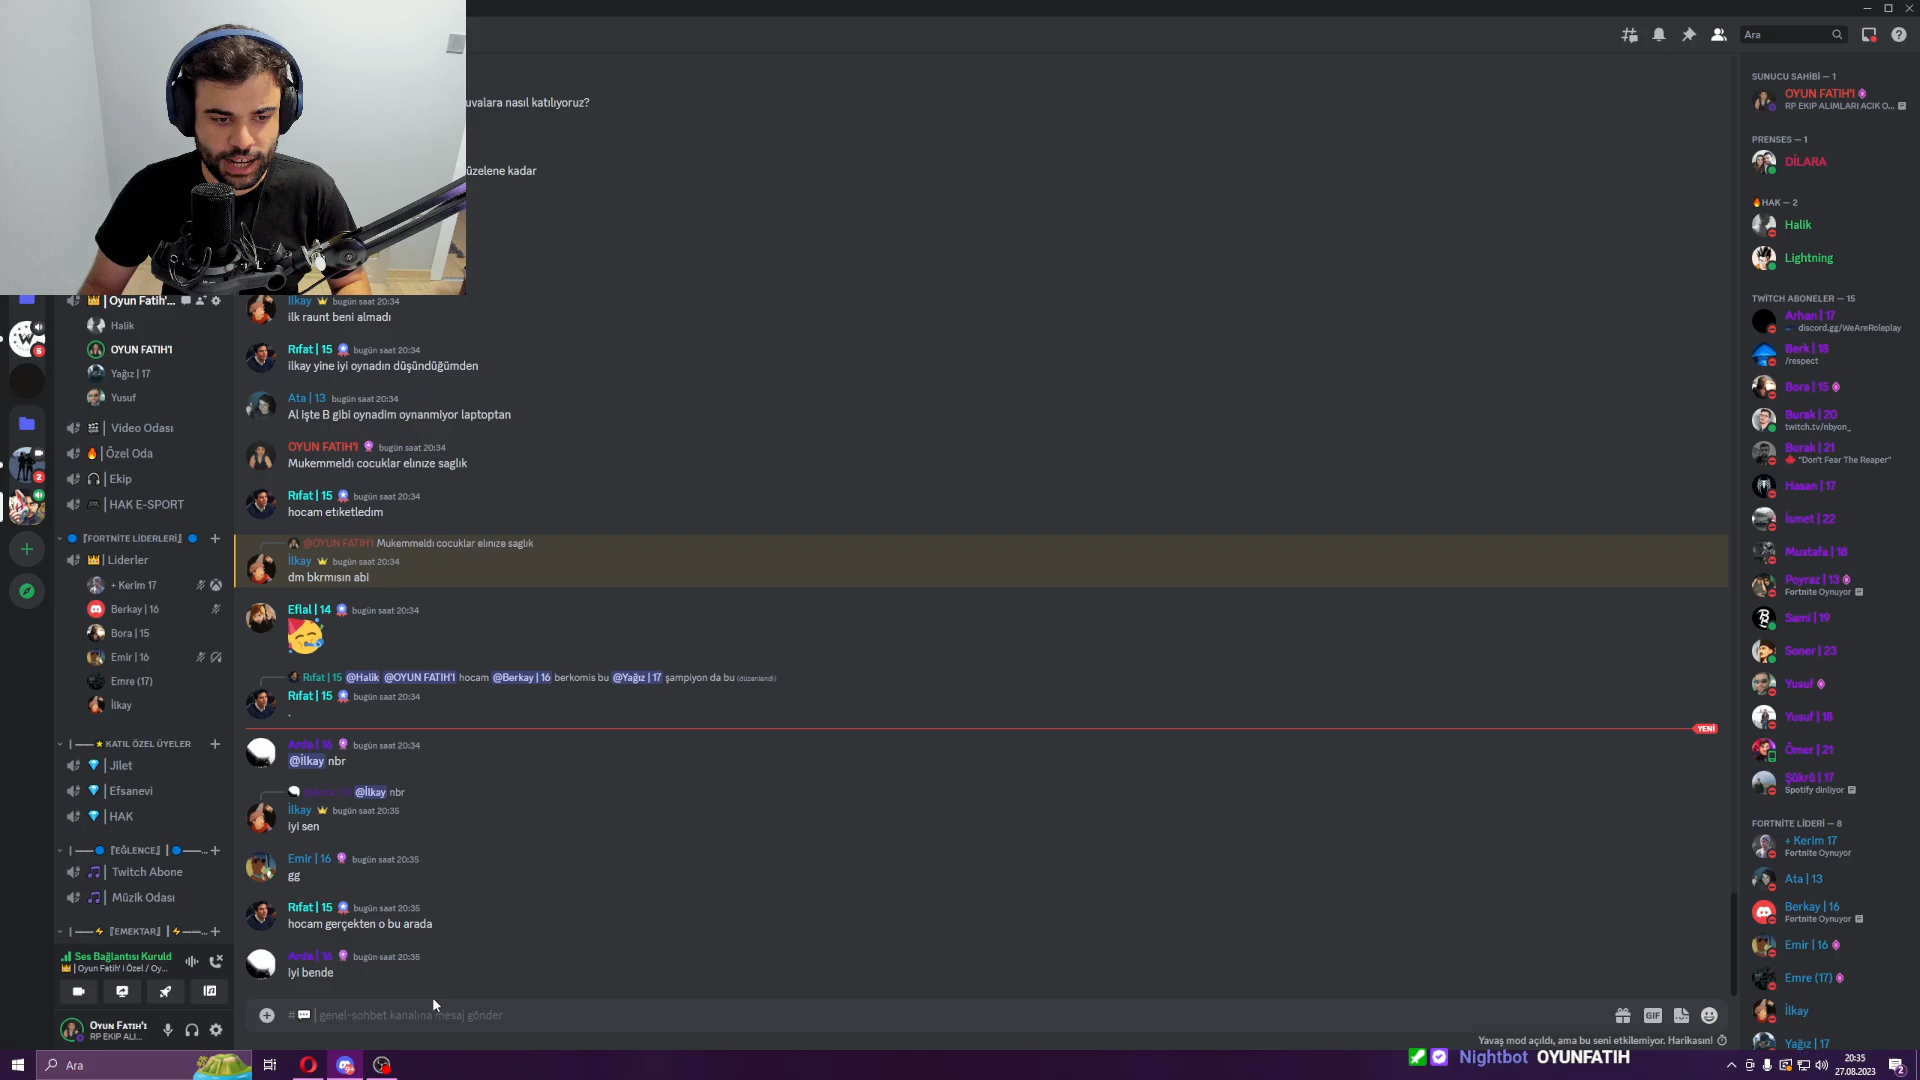 Ara
uvalara nasıl katılıyoruz?
üzelene kadar
Oyun Fatih'...
Halik
OYUN FATIH'I
Yağız | 17
Yusuf
Video Odası
Özel Oda
Ekip
HAK E-SPORT
『FORTNİTE LİDERLERİ』
Liderler
+ Kerim 17
Berkay | 16
Bora | 15
Emir | 16
Emre (17)
İlkay
KATIL ÖZEL ÜYELER
Jilet
Efsanevi
HAK
『EĞLENCE』
Twitch Abone
Müzik Odası
『EMEKTAR』
Ses Bağlantısı Kuruld
| Oyun Fatih' i Özel / Oy...
OYUN FATIH'I
RP EKIP ALI...
İlkay bugün saat 20:34
ilk raunt beni almadı
Rıfat | 15 bugün saat 20:34
ilkay yine iyi oynadın düşündüğümden
Ata | 13 bugün saat 20:34
Al işte B gibi oynadim oynanmiyor laptoptan
OYUN FATIH'I bugün saat 20:34
Mukemmeldı cocuklar elınıze saglık
Rıfat | 15 bugün saat 20:34
hocam etıketledım
@OYUN FATIH'I Mukemmeldı cocuklar elınıze saglık
İlkay bugün saat 20:34
dm bkrmısın abi
Eflal | 14 bugün saat 20:34
Rıfat | 15 @Halik @OYUN FATIH'I hocam @Berkay | 16 berkomis bu @Yağız | 17 şampiyon da bu (düzenlendi)
Rıfat | 15 bugün saat 20:34
.
YENİ
Arda | 16 bugün saat 20:34
@İlkay nbr
@Arda | 16 @İlkay nbr
İlkay bugün saat 20:35
iyi sen
Emir | 16 bugün saat 20:35
gg
Rıfat | 15 bugün saat 20:35
hocam gerçekten o bu arada
Arda | 16 bugün saat 20:35
iyi bende
# | genel-sohbet kanalına mesaj gönder
GIF
Yavaş mod açıldı, ama bu seni etkilemiyor. Harikasın!
SUNUCU SAHİBİ — 1
OYUN FATIH'I
RP EKIP ALIMLARI ACIK O...
PRENSES — 1
DİLARA
HAK — 2
Halik
Lightning
TWITCH ABONELER — 15
Arhan | 17
discord.gg/WeAreRoleplay
Berk | 18
/respect
Bora | 15
Burak | 20
twitch.tv/nbyon_
Burak | 21
"Don't Fear The Reaper"
Hasan | 17
İsmet | 22
Mustafa | 18
Poyraz | 13
Fortnite Oynuyor
Sami | 19
Soner | 23
Yusuf
Yusuf | 18
Ömer | 21
Şükrü | 17
Spotify dinliyor
FORTNİTE LİDERİ — 8
+ Kerim 17
Fortnite Oynuyor
Ata | 13
Berkay | 16
Fortnite Oynuyor
Emir | 16
Emre (17)
İlkay
Yağız | 17
Nightbot OYUNFATIH
Ara
20:35
27.08.2023